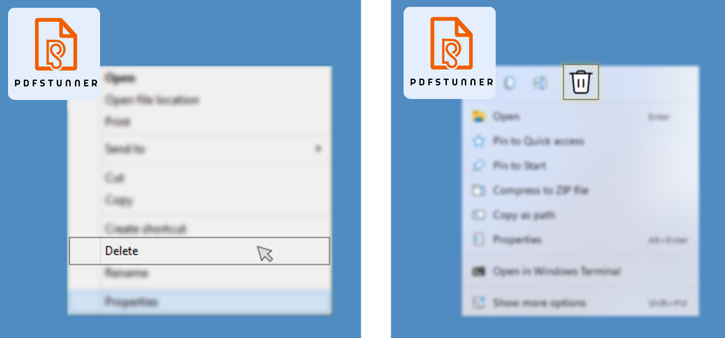 PDFSTUNNER
Open
Open file location
Print
Send to
Cut
Copy
Create shortcut
Delete
Rename
Properties
PDFSTUNNER
Open Enter
Pin to Quick access
Pin to Start
Compress to ZIP file
Copy as path
Properties Alt+Enter
Open in Windows Terminal
Show more options Shift+F10